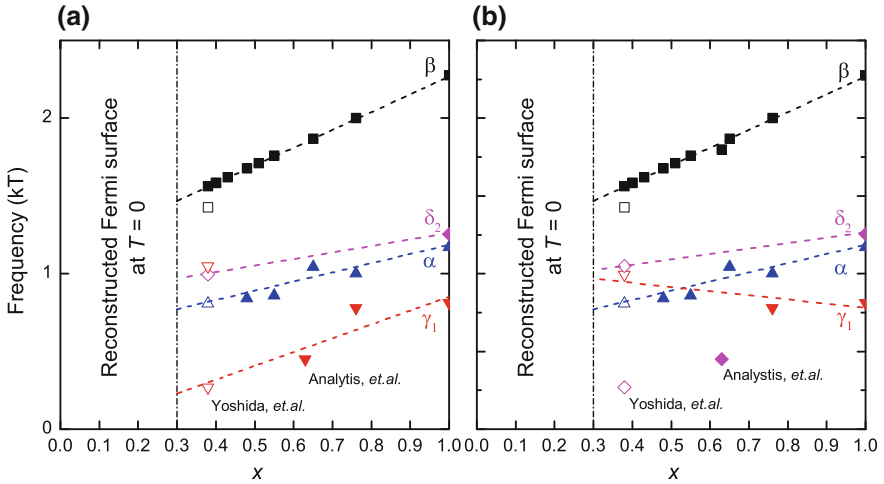 (a)
(b)
Frequency (kT)
2
1
0
Reconstructed Fermi surface
at T = 0
β
δ2
α
γ1
Analytis, et.al.
Yoshida, et.al.
0.0 0.1 0.2 0.3 0.4 0.5 0.6 0.7 0.8 0.9 1.0
x
Reconstructed Fermi surface
at T = 0
β
δ2
α
γ1
Analystis, et.al.
Yoshida, et.al.
0.0 0.1 0.2 0.3 0.4 0.5 0.6 0.7 0.8 0.9 1.0
x